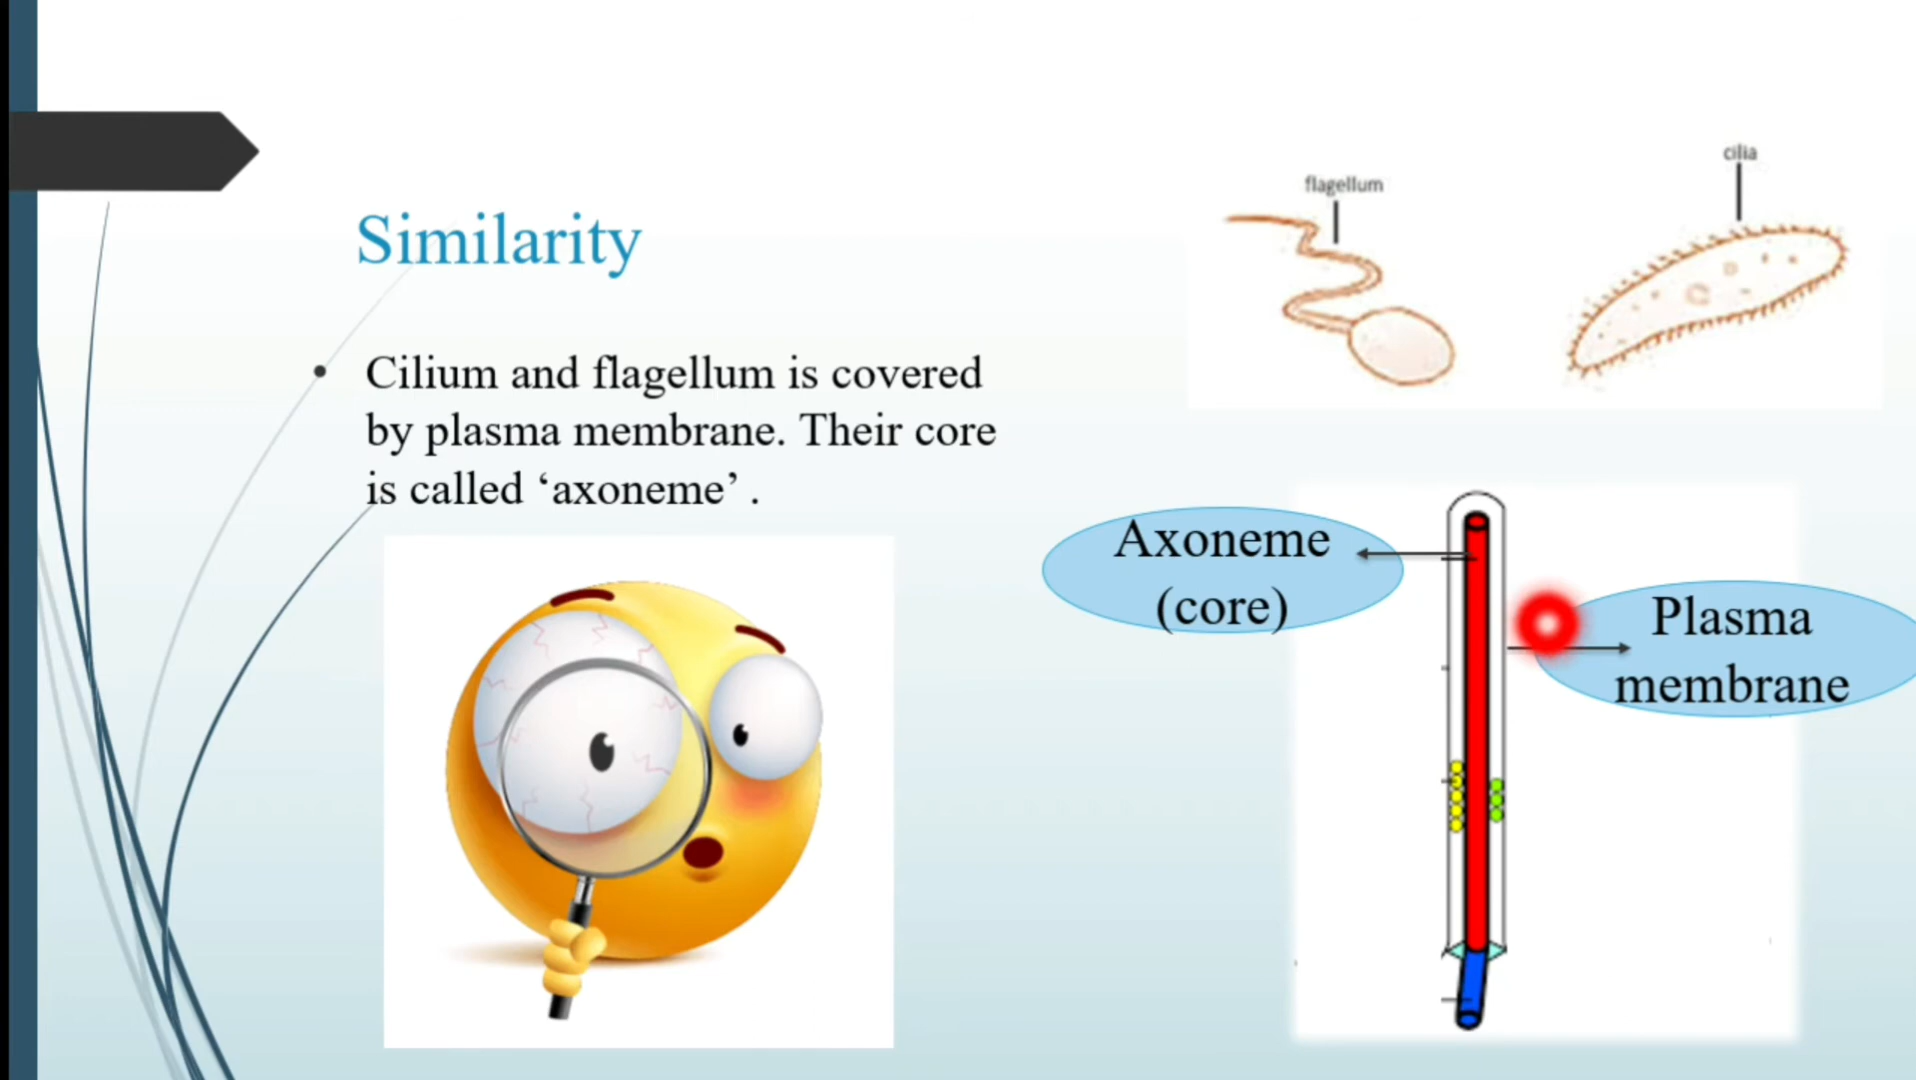 Similarity
• Cilium and flagellum is covered
by plasma membrane. Their core
is called ‘axoneme’ .
flagellum
cilia
Axoneme
(core)
Plasma
membrane